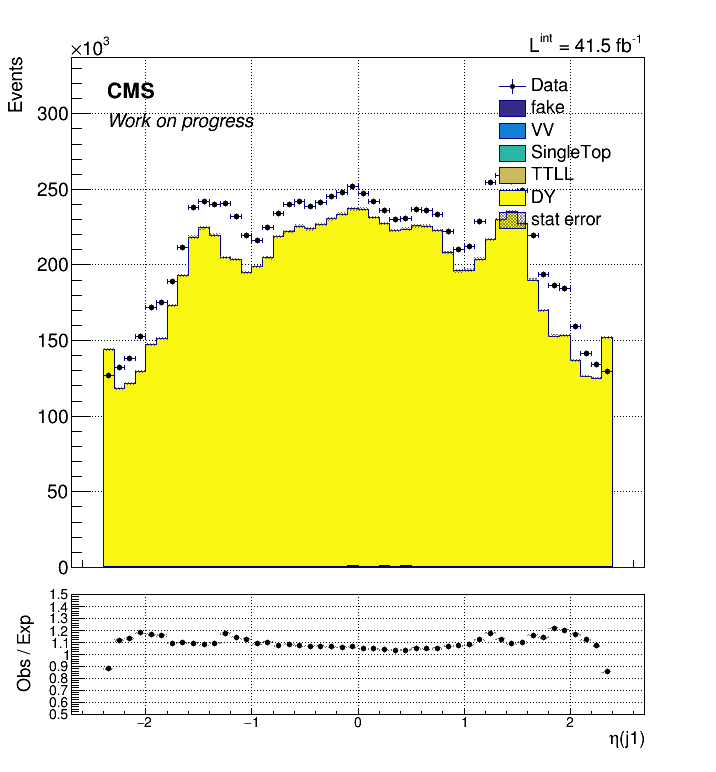 ×10³
L^int = 41.5 fb⁻¹
Events
CMS
Work on progress
Data
fake
VV
SingleTop
TTLL
DY
stat error
300
250
200
150
100
50
0
Obs / Exp
1.5
1.4
1.3
1.2
1.1
1
0.9
0.8
0.7
0.6
0.5
−2 −1 0 1 2
η(j1)